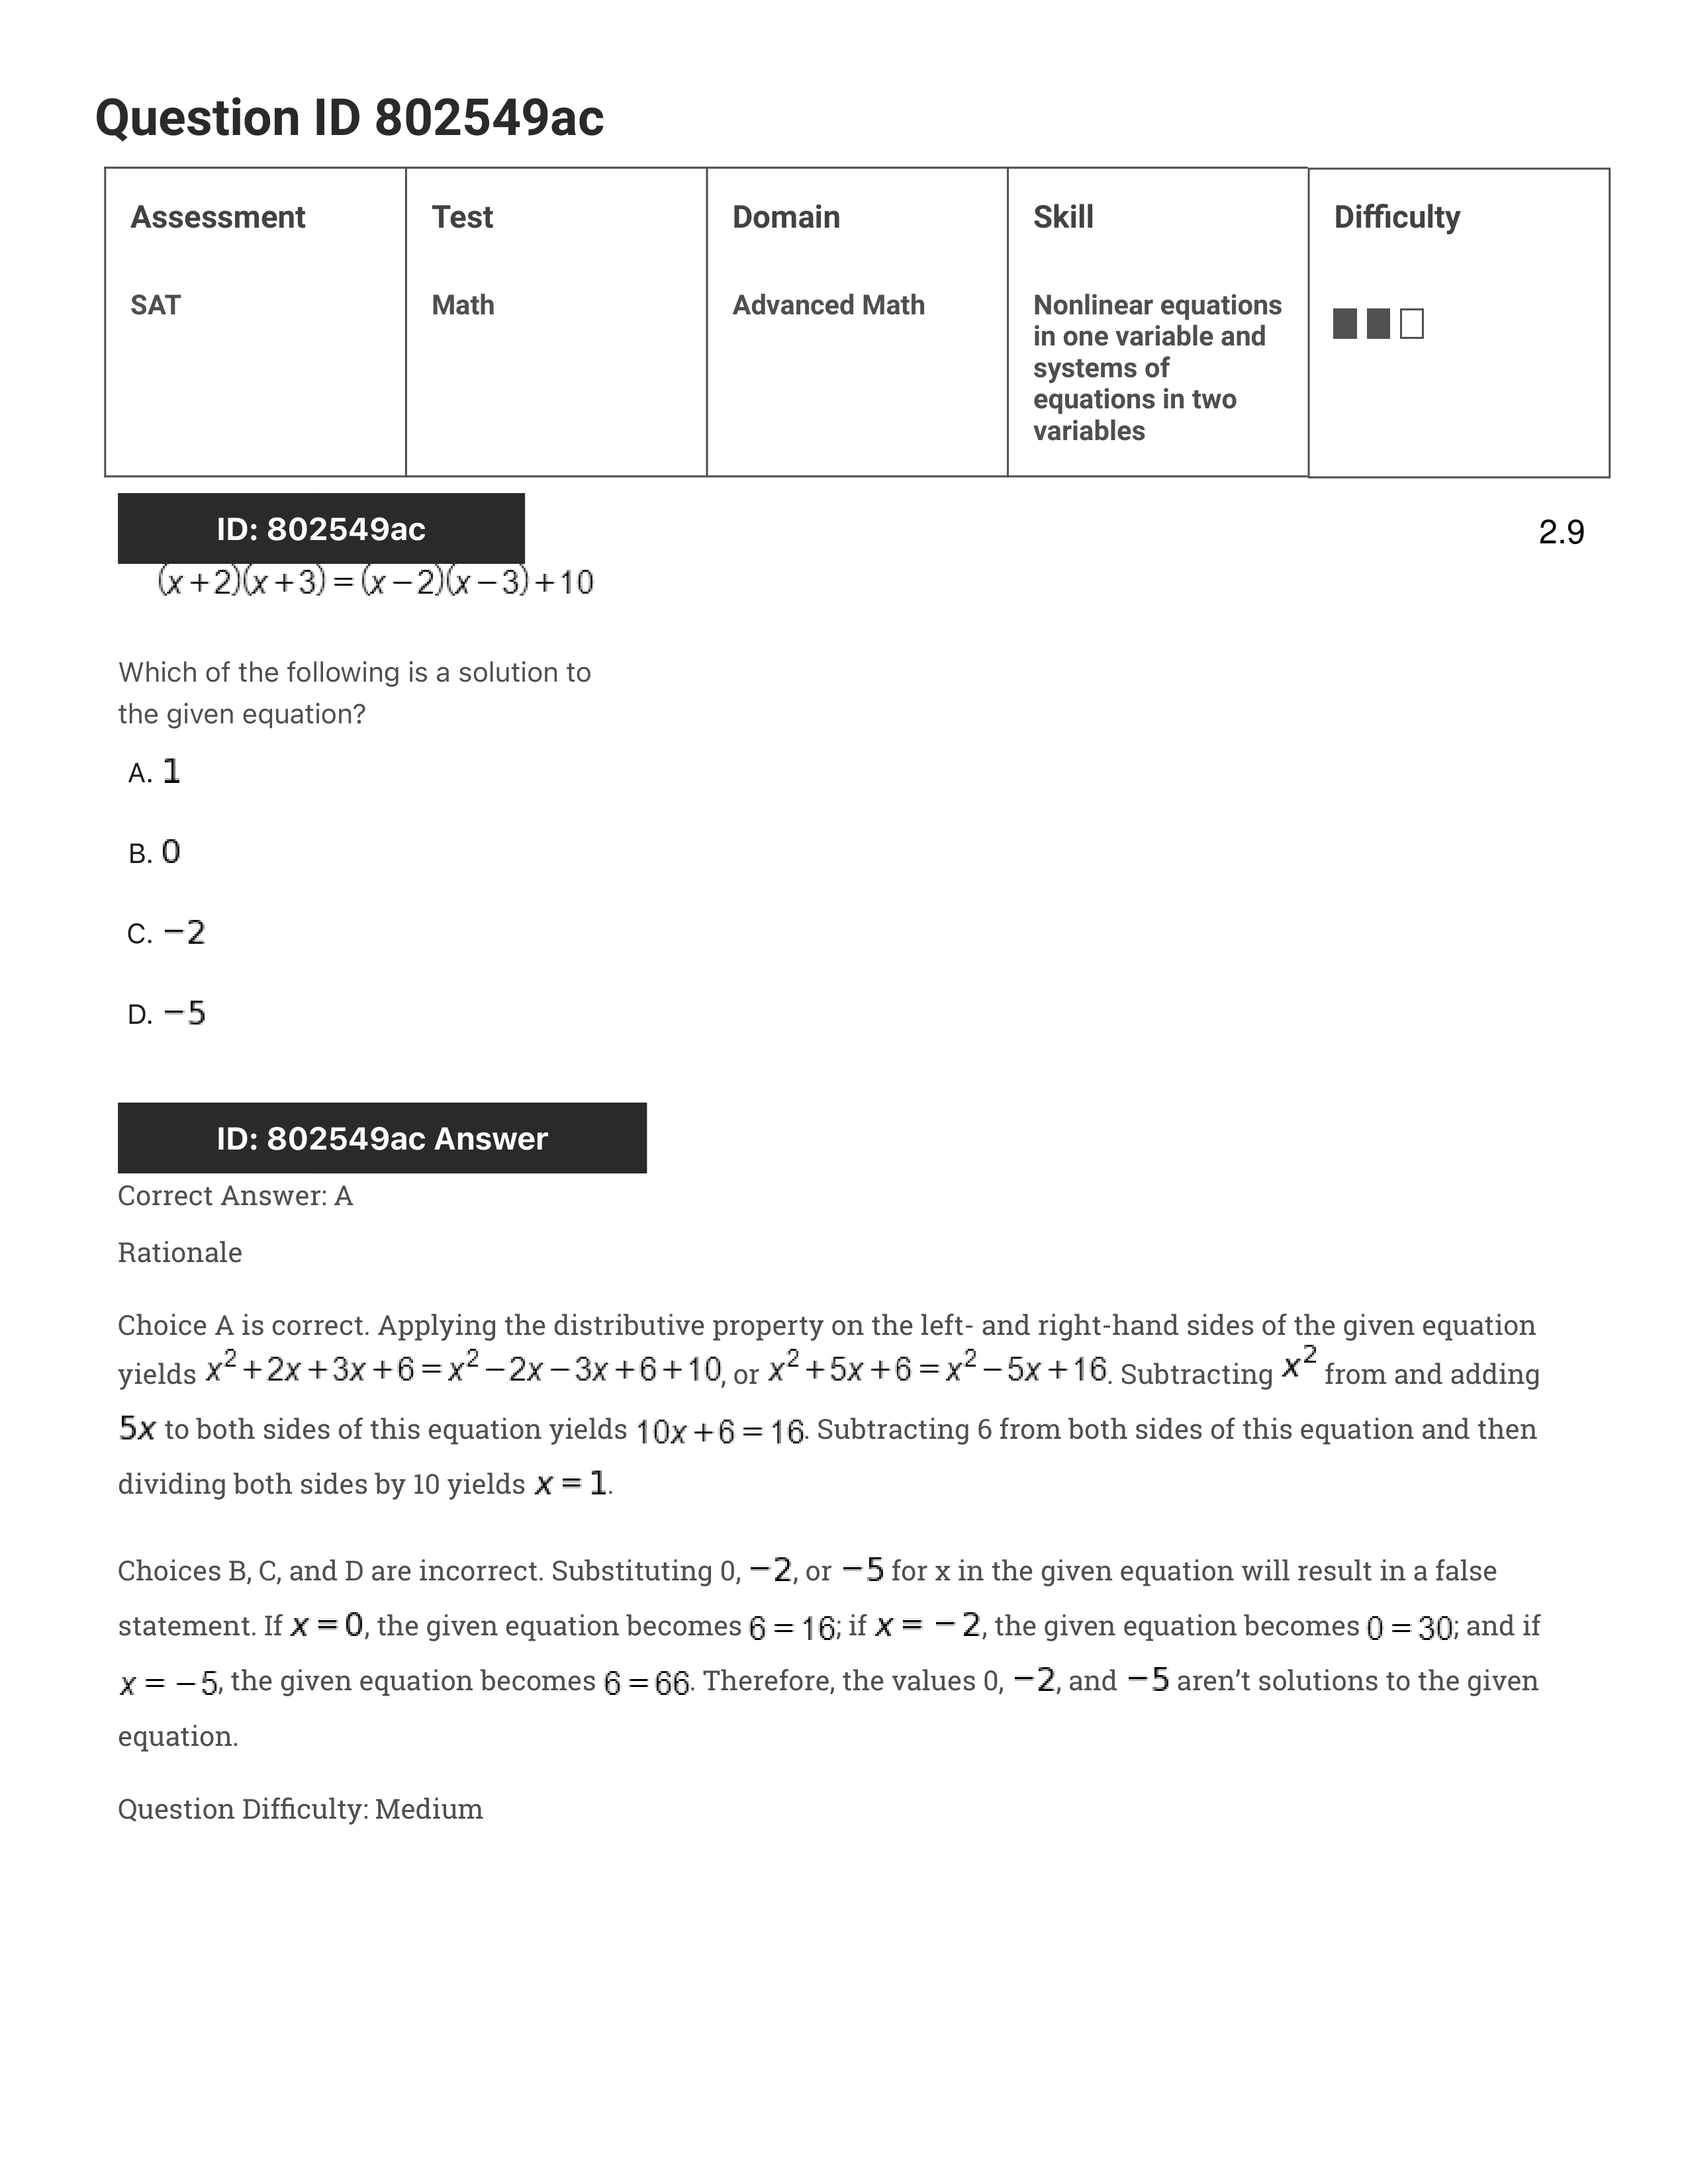 Question ID 802549ac
Assessment Test Domain Skill Difficulty
SAT Math Advanced Math Nonlinear equations
in one variable and
systems of
equations in two
variables
ID: 802549ac 2.9
(x+2)(x+3)=(x−2)(x−3)+10
Which of the following is a solution to
the given equation?
A. 1
B. 0
C. −2
D. −5
ID: 802549ac Answer
Correct Answer: A
Rationale
Choice A is correct. Applying the distributive property on the left- and right-hand sides of the given equation
yields x²+2x+3x+6=x²−2x−3x+6+10, or x²+5x+6=x²−5x+16. Subtracting x² from and adding
5x to both sides of this equation yields 10x+6=16. Subtracting 6 from both sides of this equation and then
dividing both sides by 10 yields x=1.
Choices B, C, and D are incorrect. Substituting 0, −2, or −5 for x in the given equation will result in a false
statement. If x=0, the given equation becomes 6=16; if x=−2, the given equation becomes 0=30; and if
x=−5, the given equation becomes 6=66. Therefore, the values 0, −2, and −5 aren’t solutions to the given
equation.
Question Difficulty: Medium